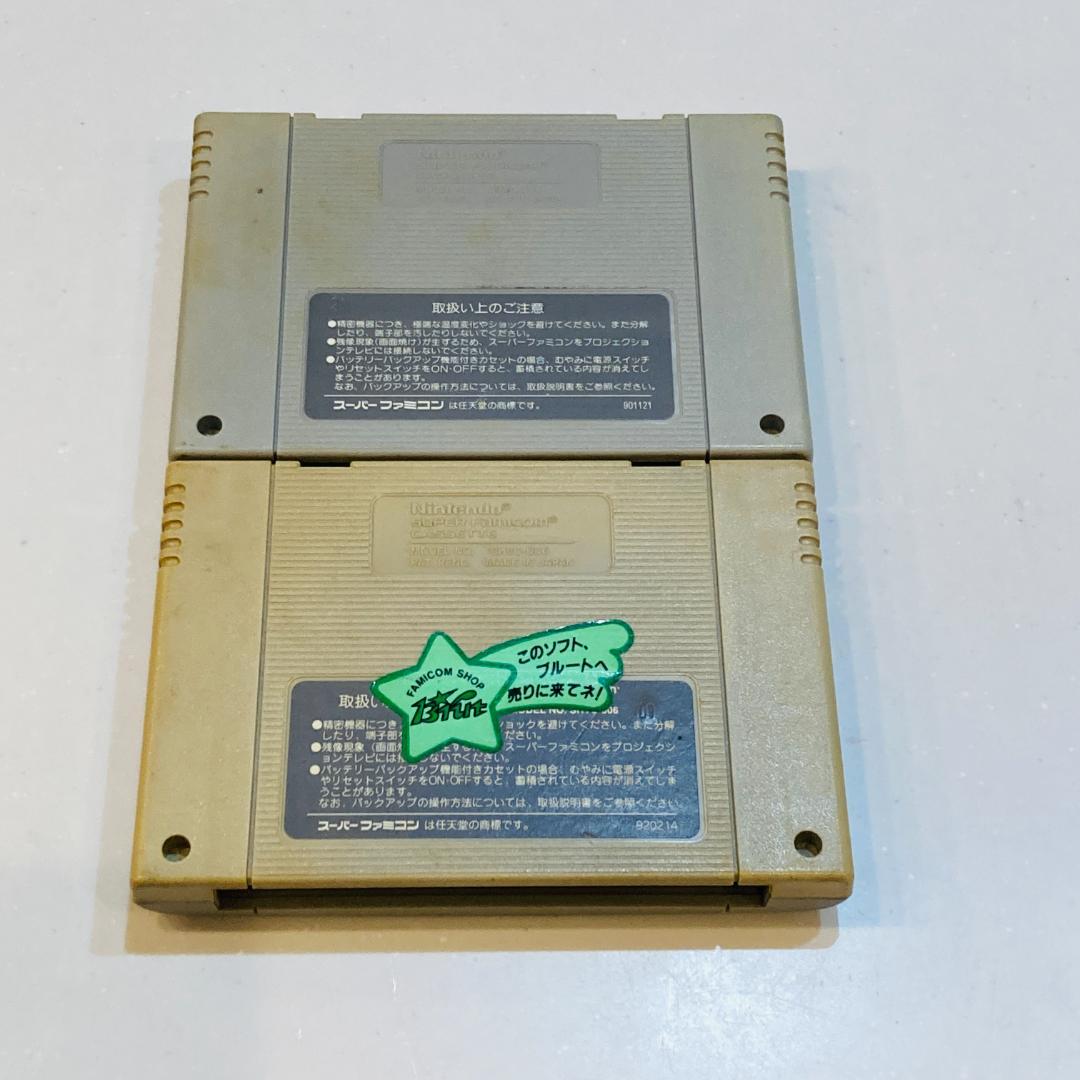 Nintendo®
取扱い上のご注意
●精密機器につき、極端な温度変化やショックを避けてください。また分解
したり、端子部を汚したりしないでください。
●残像現象(画面焼け)が生ずるため、スーパーファミコンをプロジェクショ
ンテレビには接続しないでください。
●バッテリーバックアップ機能付きカセットの場合、むやみに電源スイッチ
やリセットスイッチをON・OFFすると、蓄積されている内容が消えてし
まうことがあります。
なお、バックアップの操作方法については、取扱説明書をご参照ください。
スーパーファミコン は任天堂の商標です。 901121
Nintendo®
SUPER FAMICOM®
CASSETTE
MODEL NO. SHVC-006
PAT. PEND. MADE IN JAPAN
FAMICOM SHOP
このソフト、
ブルートへ
売りに来てネ!
取扱い
MODEL NO. 09
●精密機器につき ショックを避けてください。また分解
したり、端子部を ください。
●残像現象(画面焼 スーパーファミコンをプロジェクシ
ョンテレビには接 ないでください。
●バッテリーバックアップ機能付きカセットの場合、むやみに電源スイッチ
やリセットスイッチをON・OFFすると、蓄積されている内容が消えてしま
うことがあります。
なお、バックアップの操作方法については、取扱説明書をご参照ください
スーパーファミコン は任天堂の商標です。 920214